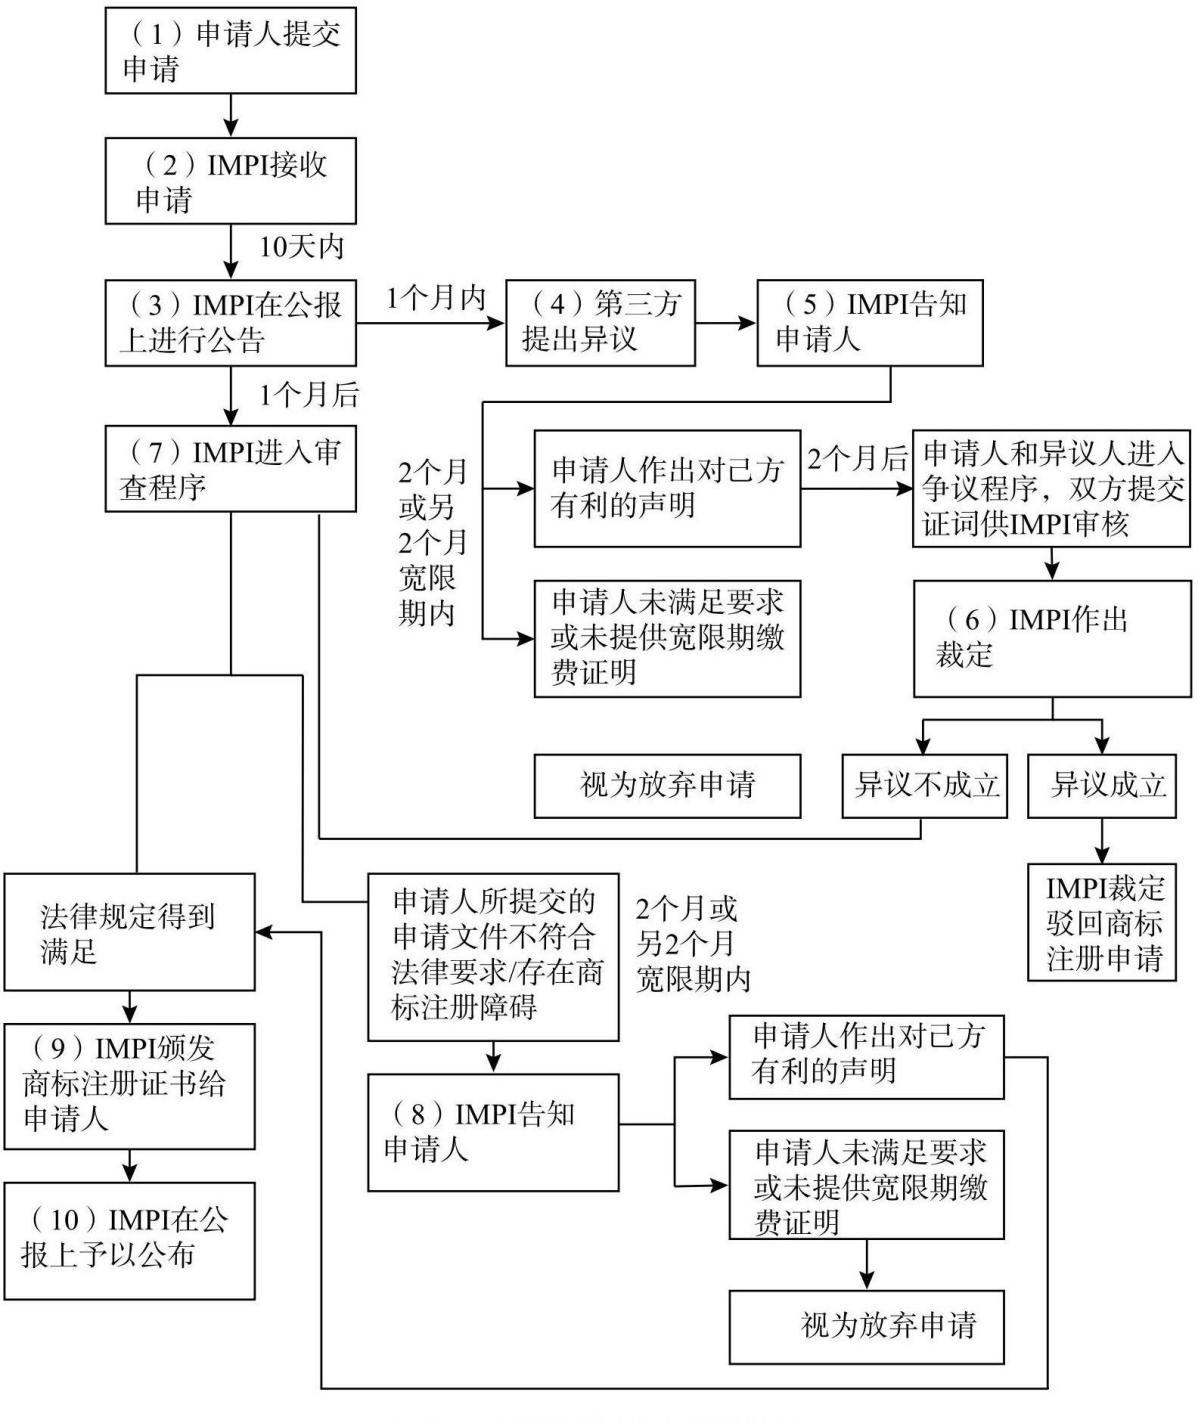 （1）申请人提交
申请
（2）IMPI接收
申请
10天内
（3）IMPI在公报
上进行公告
1个月内
（4）第三方
提出异议
（5）IMPI告知
申请人
1个月后
（7）IMPI进入审
查程序
2个月
或另
2个月
宽限
期内
申请人作出对己方
有利的声明
2个月后
申请人和异议人进入
争议程序，双方提交
证词供IMPI审核
申请人未满足要求
或未提供宽限期缴
费证明
（6）IMPI作出
裁定
视为放弃申请
异议不成立
异议成立
IMPI裁定
驳回商标
注册申请
法律规定得到
满足
申请人所提交的
申请文件不符合
法律要求/存在商
标注册障碍
2个月或
另2个月
宽限期内
（9）IMPI颁发
商标注册证书给
申请人
（8）IMPI告知
申请人
申请人作出对己方
有利的声明
申请人未满足要求
或未提供宽限期缴
费证明
（10）IMPI在公
报上予以公布
视为放弃申请